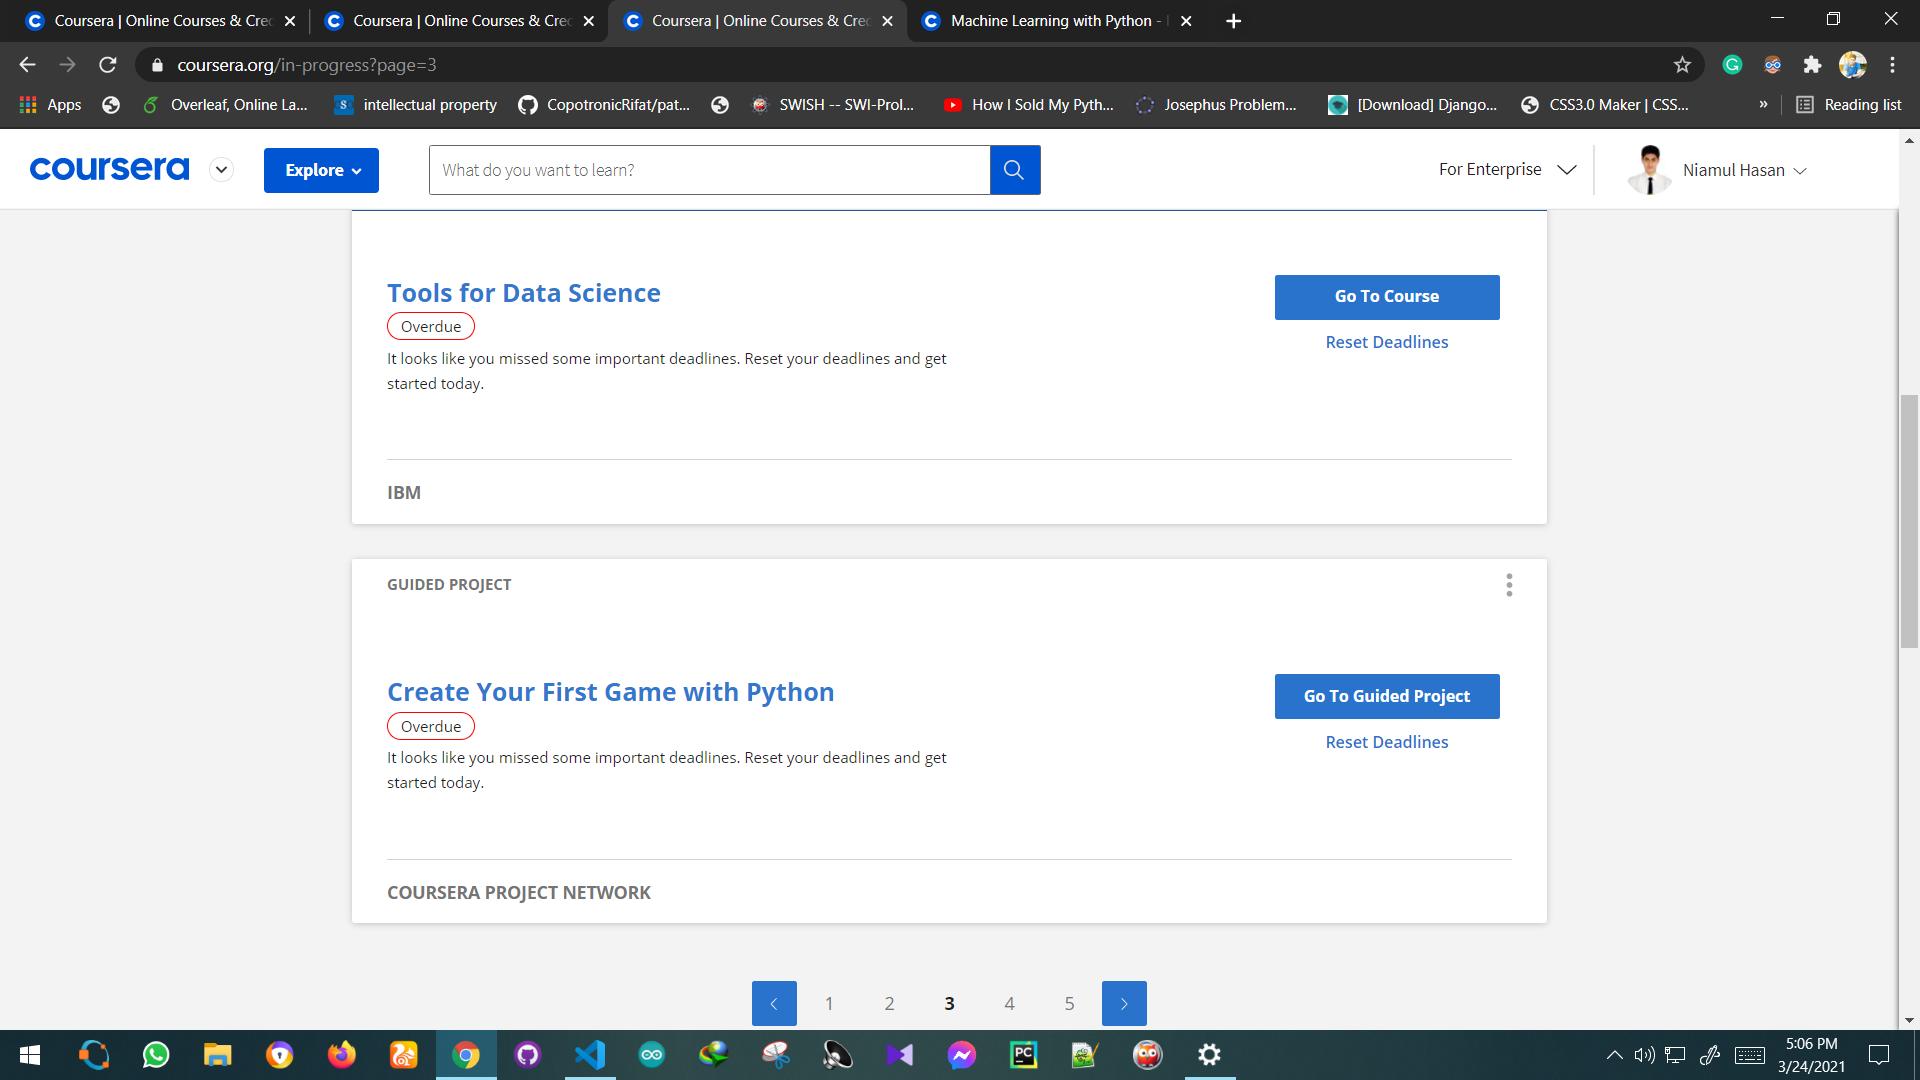 Coursera | Online Courses & Cre
Coursera | Online Courses & Cre
Coursera | Online Courses & Cre
Machine Learning with Python -
coursera.org/in-progress?page=3
Apps
Overleaf, Online La...
intellectual property
CopotronicRifat/pat...
SWISH -- SWI-Prol...
How I Sold My Pyth...
Josephus Problem...
[Download] Django...
CSS3.0 Maker | CSS...
»
Reading list
coursera
Explore
What do you want to learn?
For Enterprise
Niamul Hasan
Tools for Data Science
Go To Course
Overdue
Reset Deadlines
It looks like you missed some important deadlines. Reset your deadlines and get
started today.
IBM
GUIDED PROJECT
Create Your First Game with Python
Go To Guided Project
Overdue
Reset Deadlines
It looks like you missed some important deadlines. Reset your deadlines and get
started today.
COURSERA PROJECT NETWORK
1 2 3 4 5
5:06 PM
3/24/2021